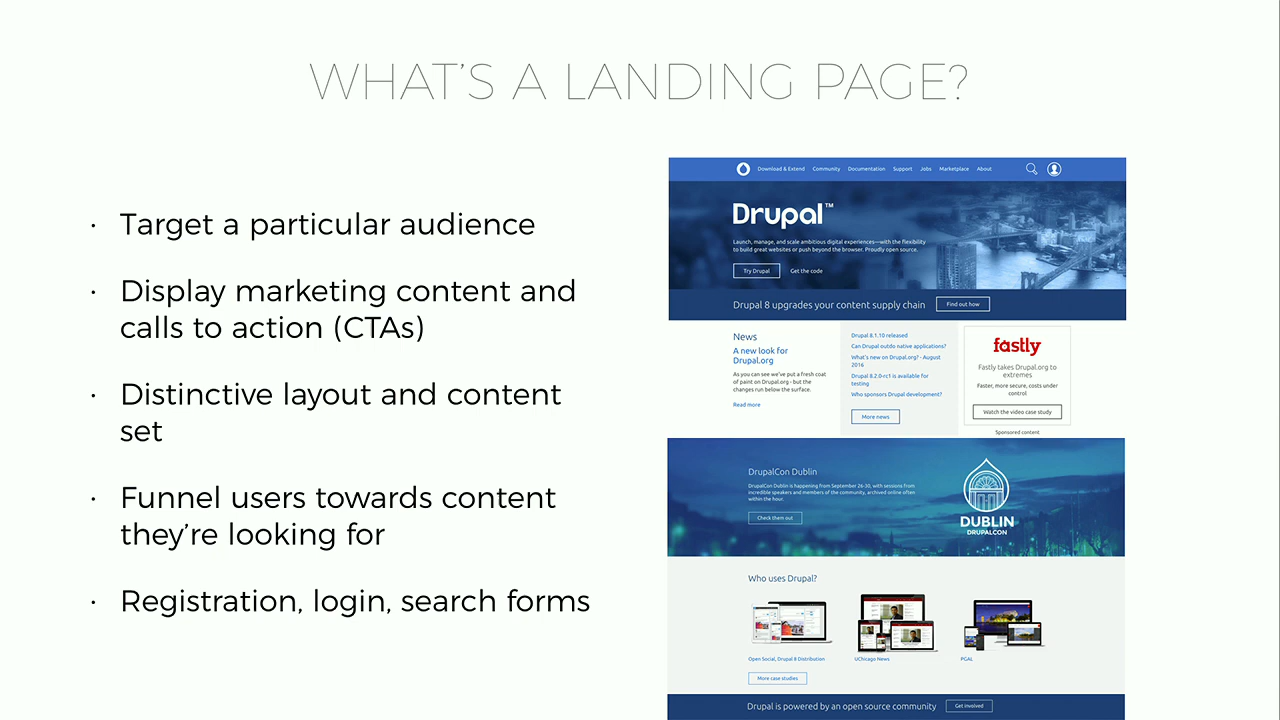 WHAT'S A LANDING PAGE?
· Target a particular audience
· Display marketing content and
calls to action (CTAs)
· Distinctive layout and content
set
· Funnel users towards content
they're looking for
· Registration, login, search forms
Download & Extend Community Documentation Support Jobs Marketplace About
Drupal™
Launch, manage, and scale ambitious digital experiences—with the flexibility
to build great websites or push beyond the browser. Proudly open source.
Try Drupal Get the code
Drupal 8 upgrades your content supply chain Find out how
News
A new look for
Drupal.org
As you can see we've put a fresh coat
of paint on Drupal.org - but the
changes run below the surface.
Read more
Drupal 8.1.10 released
Can Drupal outdo native applications?
What's new on Drupal.org? - August
2016
Drupal 8.2.0-rc1 is available for
testing
Who sponsors Drupal development?
More news
fastly
Fastly takes Drupal.org to
extremes
Faster, more secure, costs under
control
Watch the video case study
Sponsored content
DrupalCon Dublin
DrupalCon Dublin is happening from September 26-30, with sessions from
incredible speakers and members of the community, archived online often
within the hour.
Check them out
DUBLIN
DRUPALCON
Who uses Drupal?
Open Social, Drupal 8 Distribution
UChicago News
PGAL
More case studies
Drupal is powered by an open source community Get involved